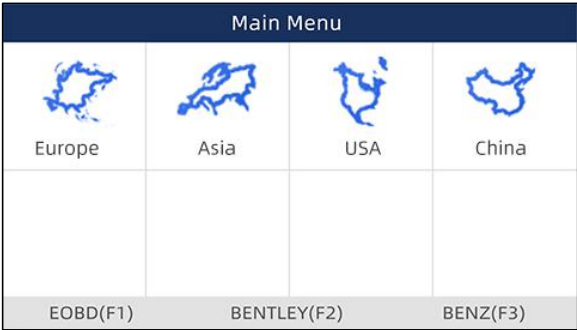 Main Menu
Europe Asia USA China
EOBD(F1) BENTLEY(F2) BENZ(F3)